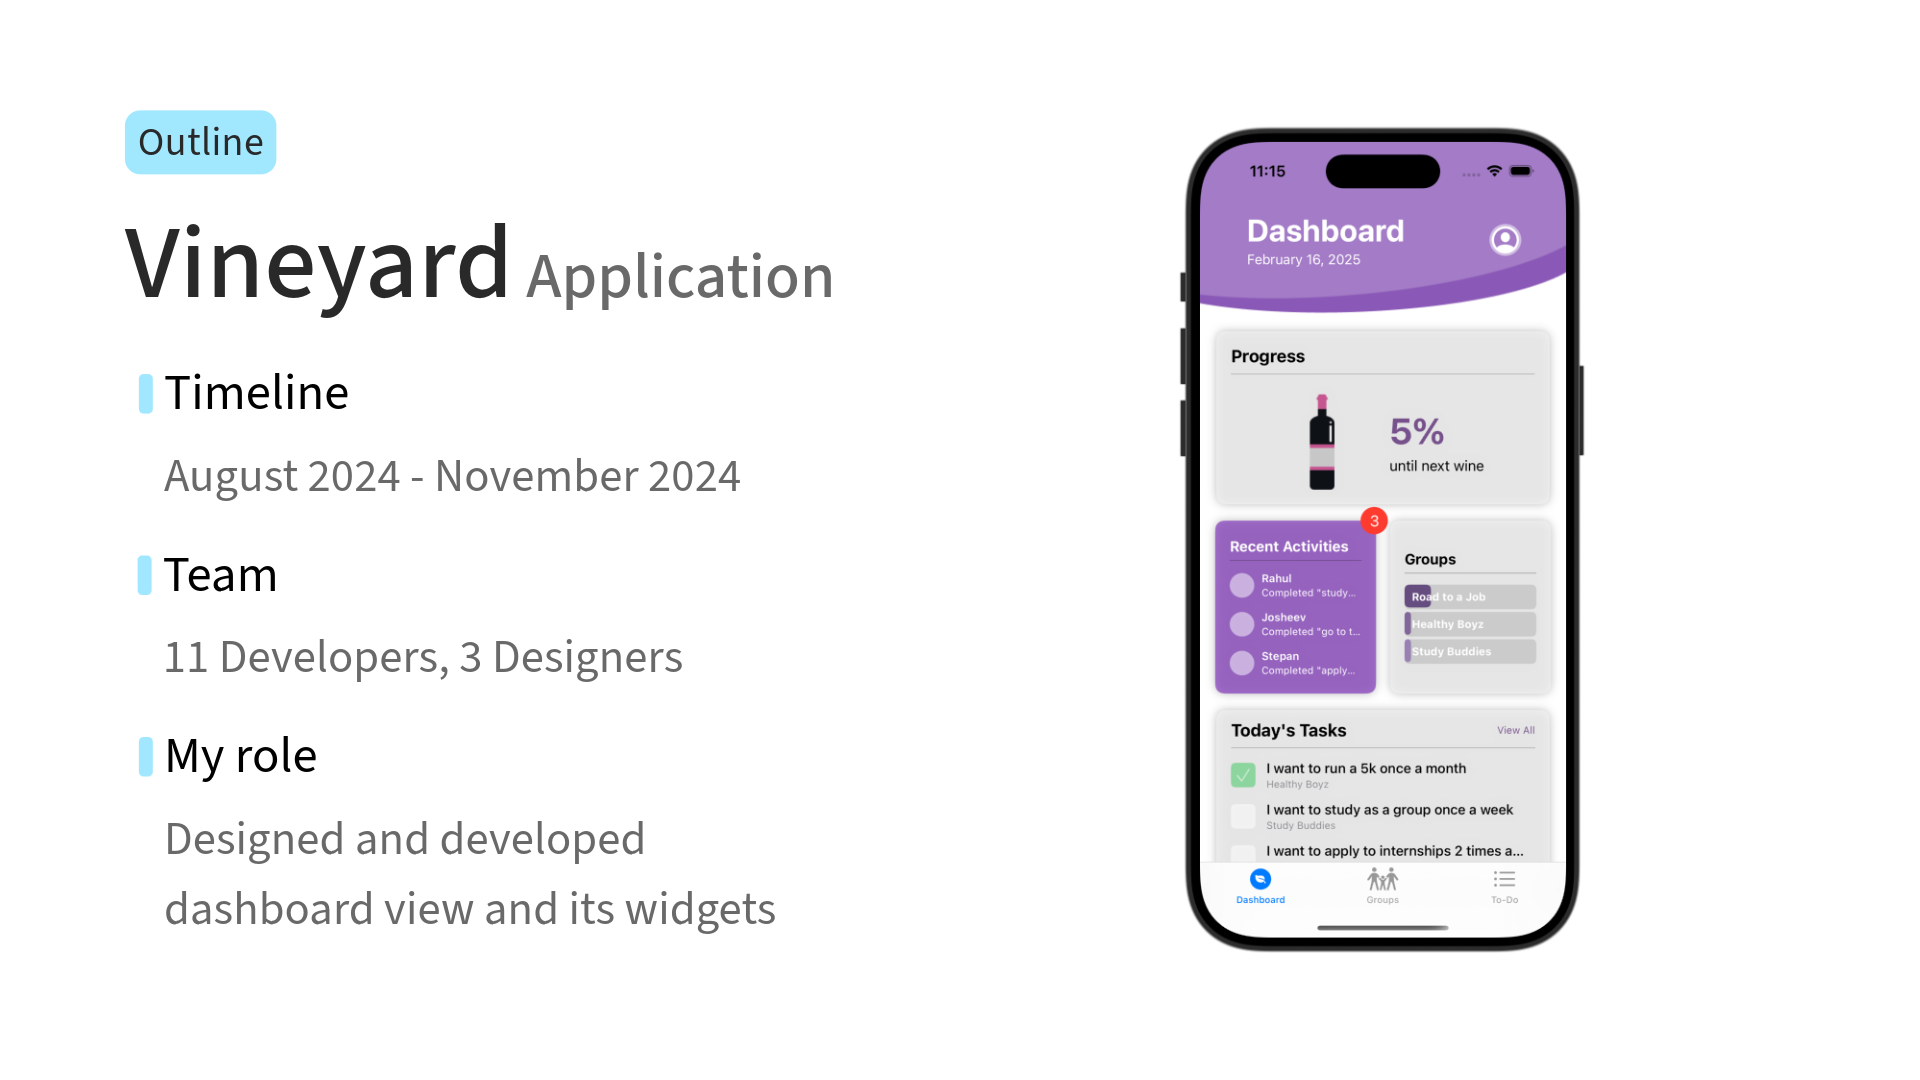 Outline
Vineyard Application
Timeline
August 2024 - November 2024
Team
11 Developers, 3 Designers
My role
Designed and developed
dashboard view and its widgets
11:15
Dashboard
February 16, 2025
Progress
5%
until next wine
3
Recent Activities
Rahul
Completed "study...
Josheev
Completed "go to t...
Stepan
Completed "apply...
Groups
Road to a Job
Healthy Boyz
Study Buddies
Today's Tasks
View All
I want to run a 5k once a month
Healthy Boyz
I want to study as a group once a week
Study Buddies
I want to apply to internships 2 times a...
Dashboard
Groups
To-Do